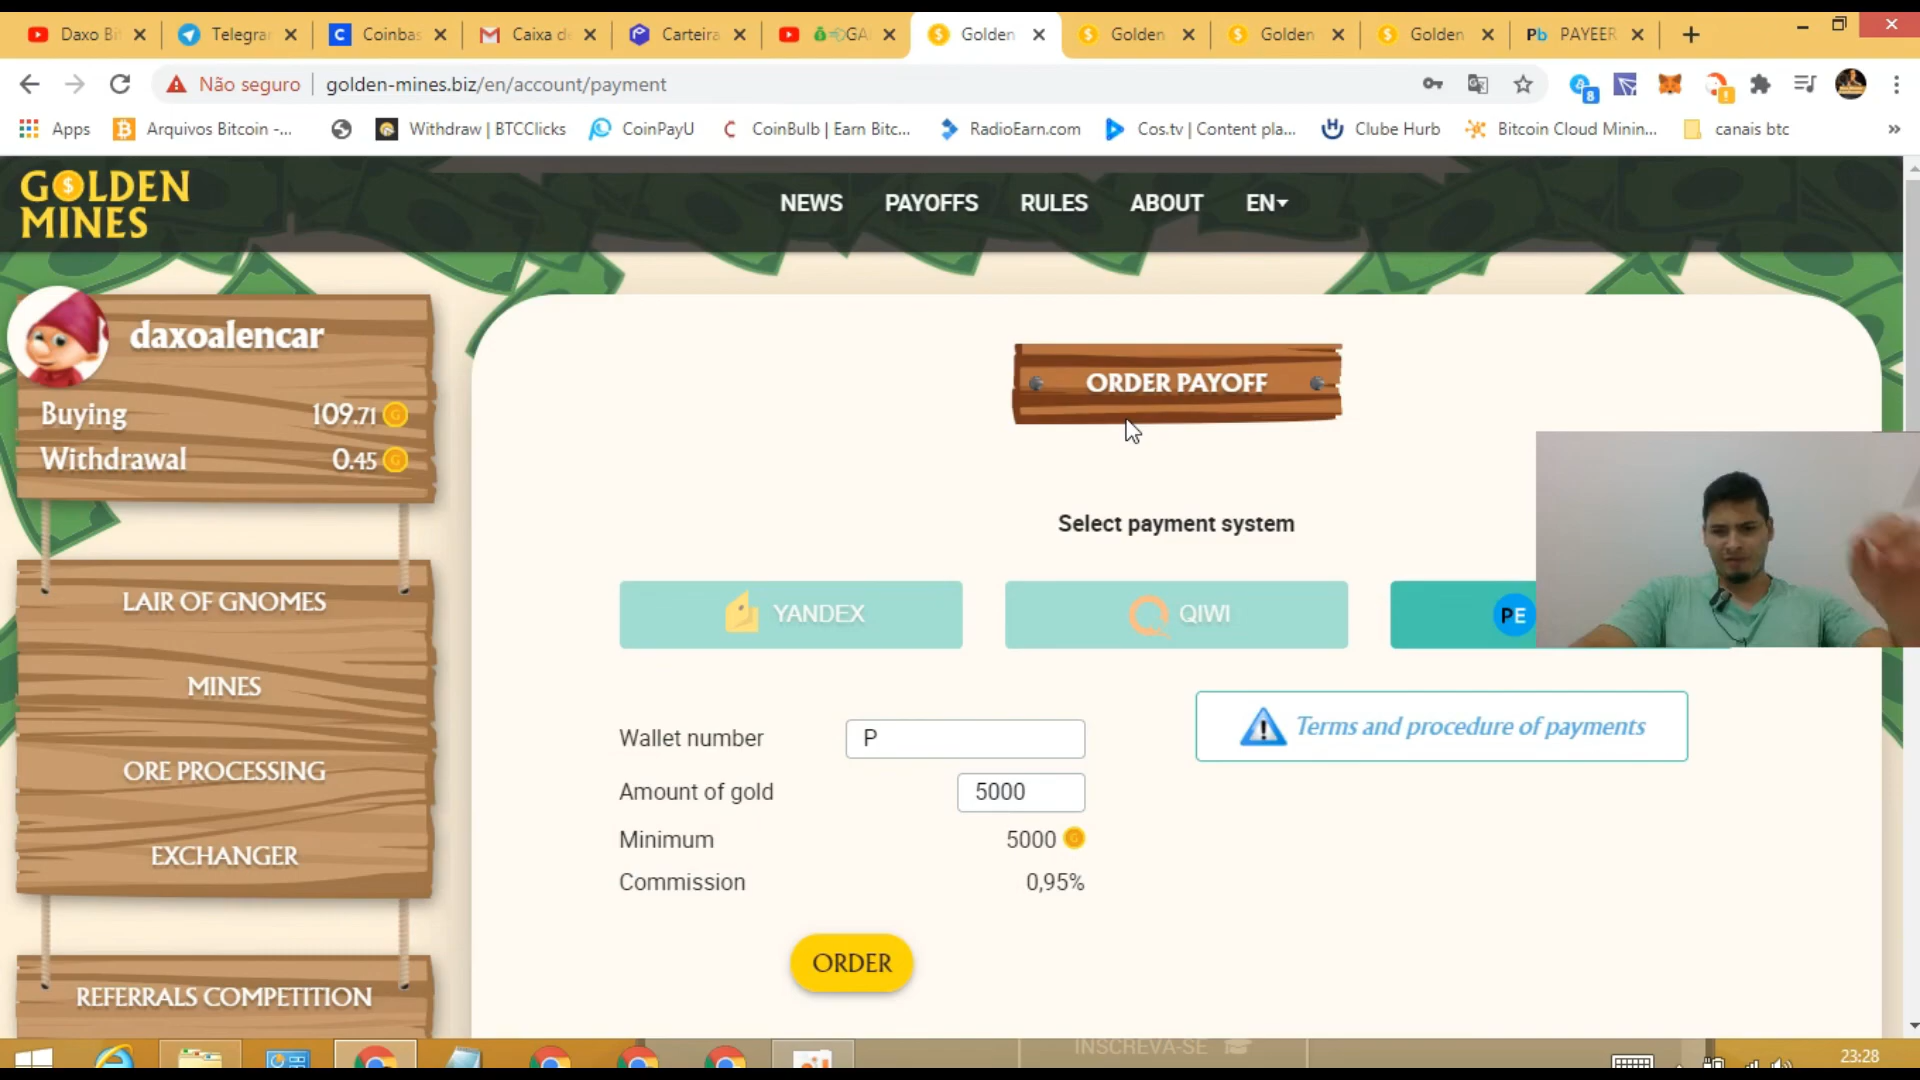 Daxo Bi
Telegra
Coinbas
Caixa d
Carteira
GA
Golden
Golden
Golden
Golden
Pb PAYEER
Não seguro
golden-mines.biz/en/account/payment
8
Apps
Arquivos Bitcoin -...
Withdraw | BTCClicks
CoinPayU
CoinBulb | Earn Bitc...
RadioEarn.com
Cos.tv | Content pla...
Clube Hurb
Bitcoin Cloud Minin...
canais btc
GOLDEN
MINES
NEWS
PAYOFFS
RULES
ABOUT
EN
daxoalencar
Buying 109.71
Withdrawal 0.45
LAIR OF GNOMES
MINES
ORE PROCESSING
EXCHANGER
REFERRALS COMPETITION
ORDER PAYOFF
Select payment system
YANDEX
QIWI
PE
Wallet number P
Amount of gold 5000
Minimum 5000
Commission 0,95%
Terms and procedure of payments
ORDER
INSCREVA-SE
23:28